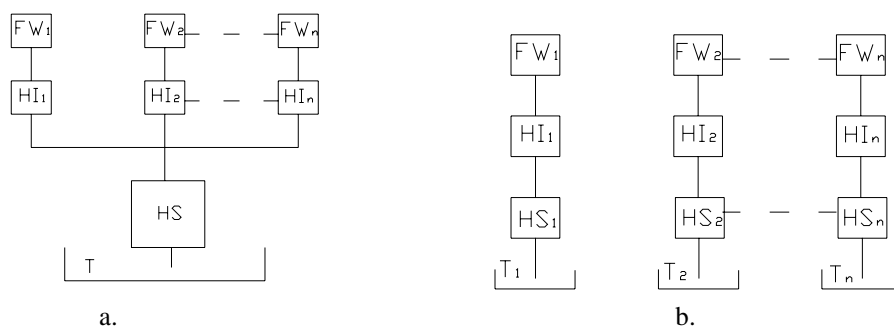 FW₁ FW₂ FWₙ
FW₁ FW₂ FWₙ
HI₁ HI₂ HIₙ
HI₁ HI₂ HIₙ
HS
HS₁ HS₂ HSₙ
T
T₁ T₂ Tₙ
a. b.